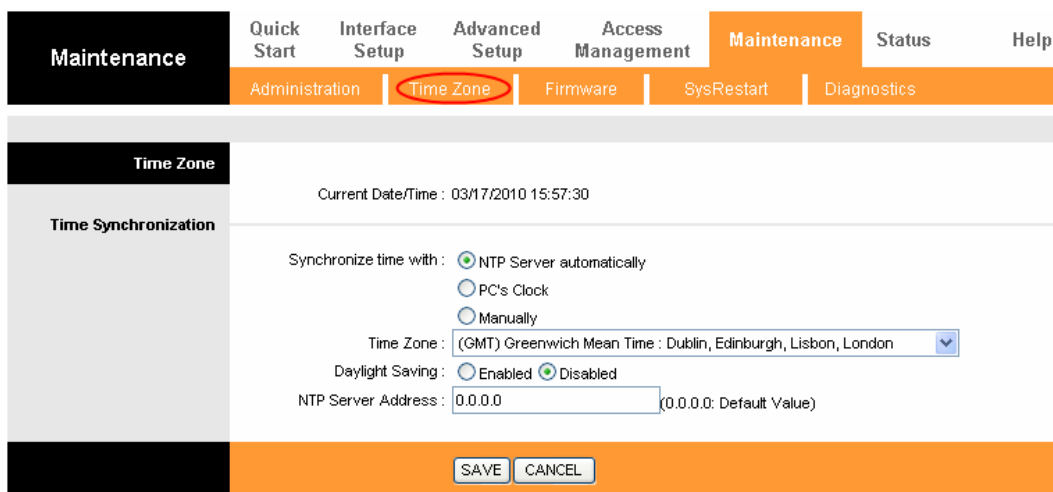 Maintenance
Quick Start
Interface Setup
Advanced Setup
Access Management
Maintenance
Status
Help
Administration
Time Zone
Firmware
SysRestart
Diagnostics
Time Zone
Current Date/Time : 03/17/2010 15:57:30
Time Synchronization
Synchronize time with : NTP Server automatically
PC's Clock
Manually
Time Zone : (GMT) Greenwich Mean Time : Dublin, Edinburgh, Lisbon, London
Daylight Saving : Enabled Disabled
NTP Server Address : 0.0.0.0 (0.0.0.0: Default Value)
SAVE CANCEL